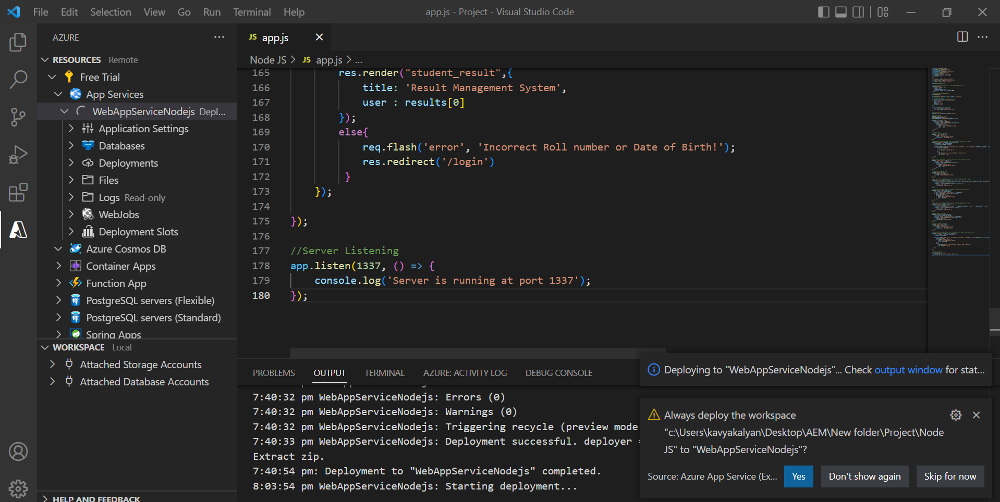 File Edit Selection View Go Run Terminal Help
app.js - Project - Visual Studio Code
AZURE
RESOURCES Remote
Free Trial
App Services
WebAppServiceNodejs Depl...
Application Settings
Databases
Deployments
Files
Logs Read-only
WebJobs
Deployment Slots
Azure Cosmos DB
Container Apps
Function App
PostgreSQL servers (Flexible)
PostgreSQL servers (Standard)
Spring Apps
WORKSPACE Local
Attached Storage Accounts
Attached Database Accounts
HELP AND FEEDBACK
JS app.js
Node JS > JS app.js > ...
165 res.render("student_result",{
166 title: 'Result Management System',
167 user : results[0]
168 });
169 else{
170 req.flash('error', 'Incorrect Roll number or Date of Birth!');
171 res.redirect('/login')
172 }
173 });
174
175 });
176
177 //Server Listening
178 app.listen(1337, () => {
179 console.log('Server is running at port 1337');
180 });
PROBLEMS OUTPUT TERMINAL AZURE: ACTIVITY LOG DEBUG CONSOLE
7:40:32 pm WebAppServiceNodejs: Errors (0)
7:40:32 pm WebAppServiceNodejs: Warnings (0)
7:40:32 pm WebAppServiceNodejs: Triggering recycle (preview mode
7:40:33 pm WebAppServiceNodejs: Deployment successful. deployer =
Extract zip.
7:40:54 pm: Deployment to "WebAppServiceNodejs" completed.
8:03:54 pm WebAppServiceNodejs: Starting deployment...
Deploying to "WebAppServiceNodejs"... Check output window for stat...
Always deploy the workspace
"c:\Users\kavyakalyan\Desktop\AEM\New folder\Project\Node
JS" to "WebAppServiceNodejs"?
Source: Azure App Service (Ex... Yes Don't show again Skip for now